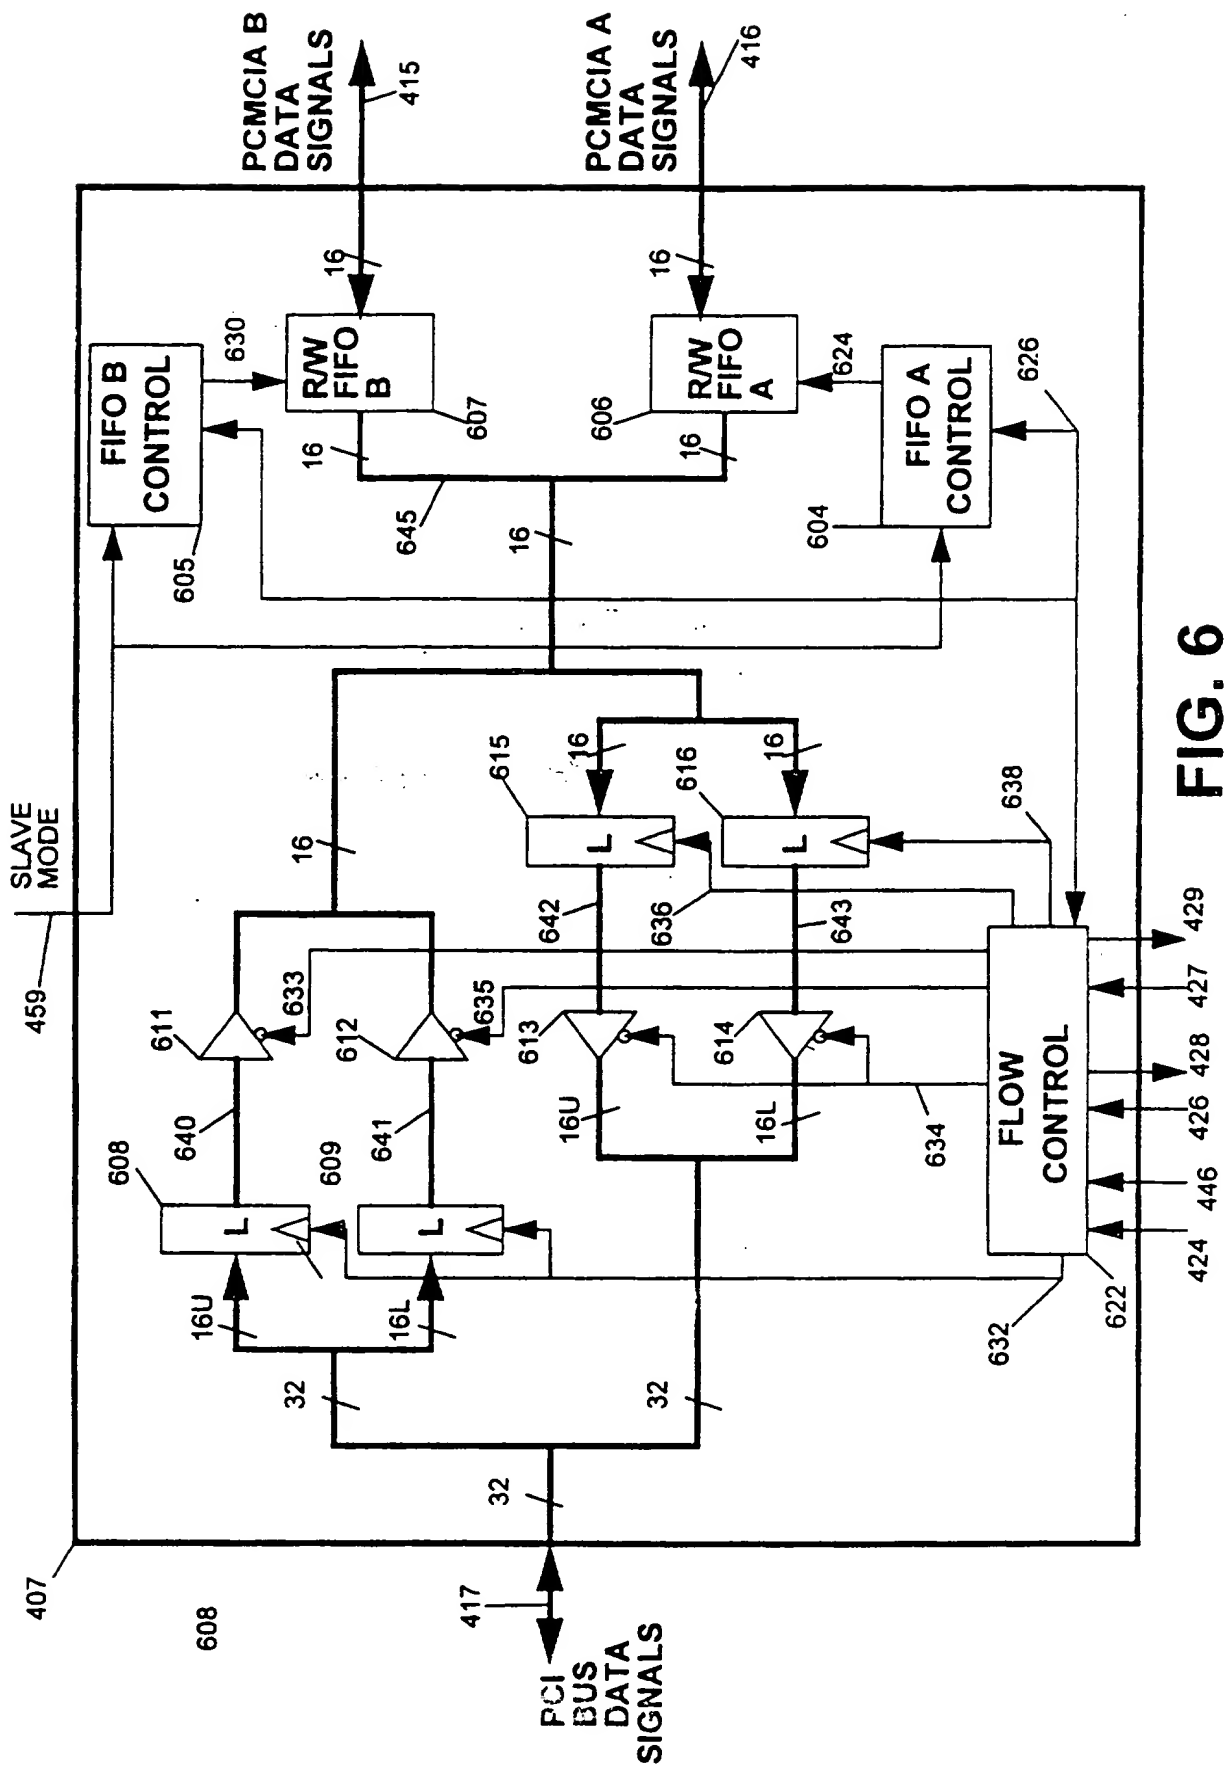 SLAVE
MODE
459
407
608
PCI
BUS
DATA
SIGNALS
417
32
32
32
16U
16L
608
L
609
L
640
641
611
633
612
635
16
16U
16L
613
614
634
642
636
643
615
L
616
L
16
16
638
16
645
16
16
FIFO B
CONTROL
605
630
R/W
FIFO
B
607
16
PCMCIA B
DATA
SIGNALS
415
R/W
FIFO
A
606
16
PCMCIA A
DATA
SIGNALS
416
624
FIFO A
CONTROL
604
626
FLOW
CONTROL
622
632
424
446
426
428
427
429
FIG. 6